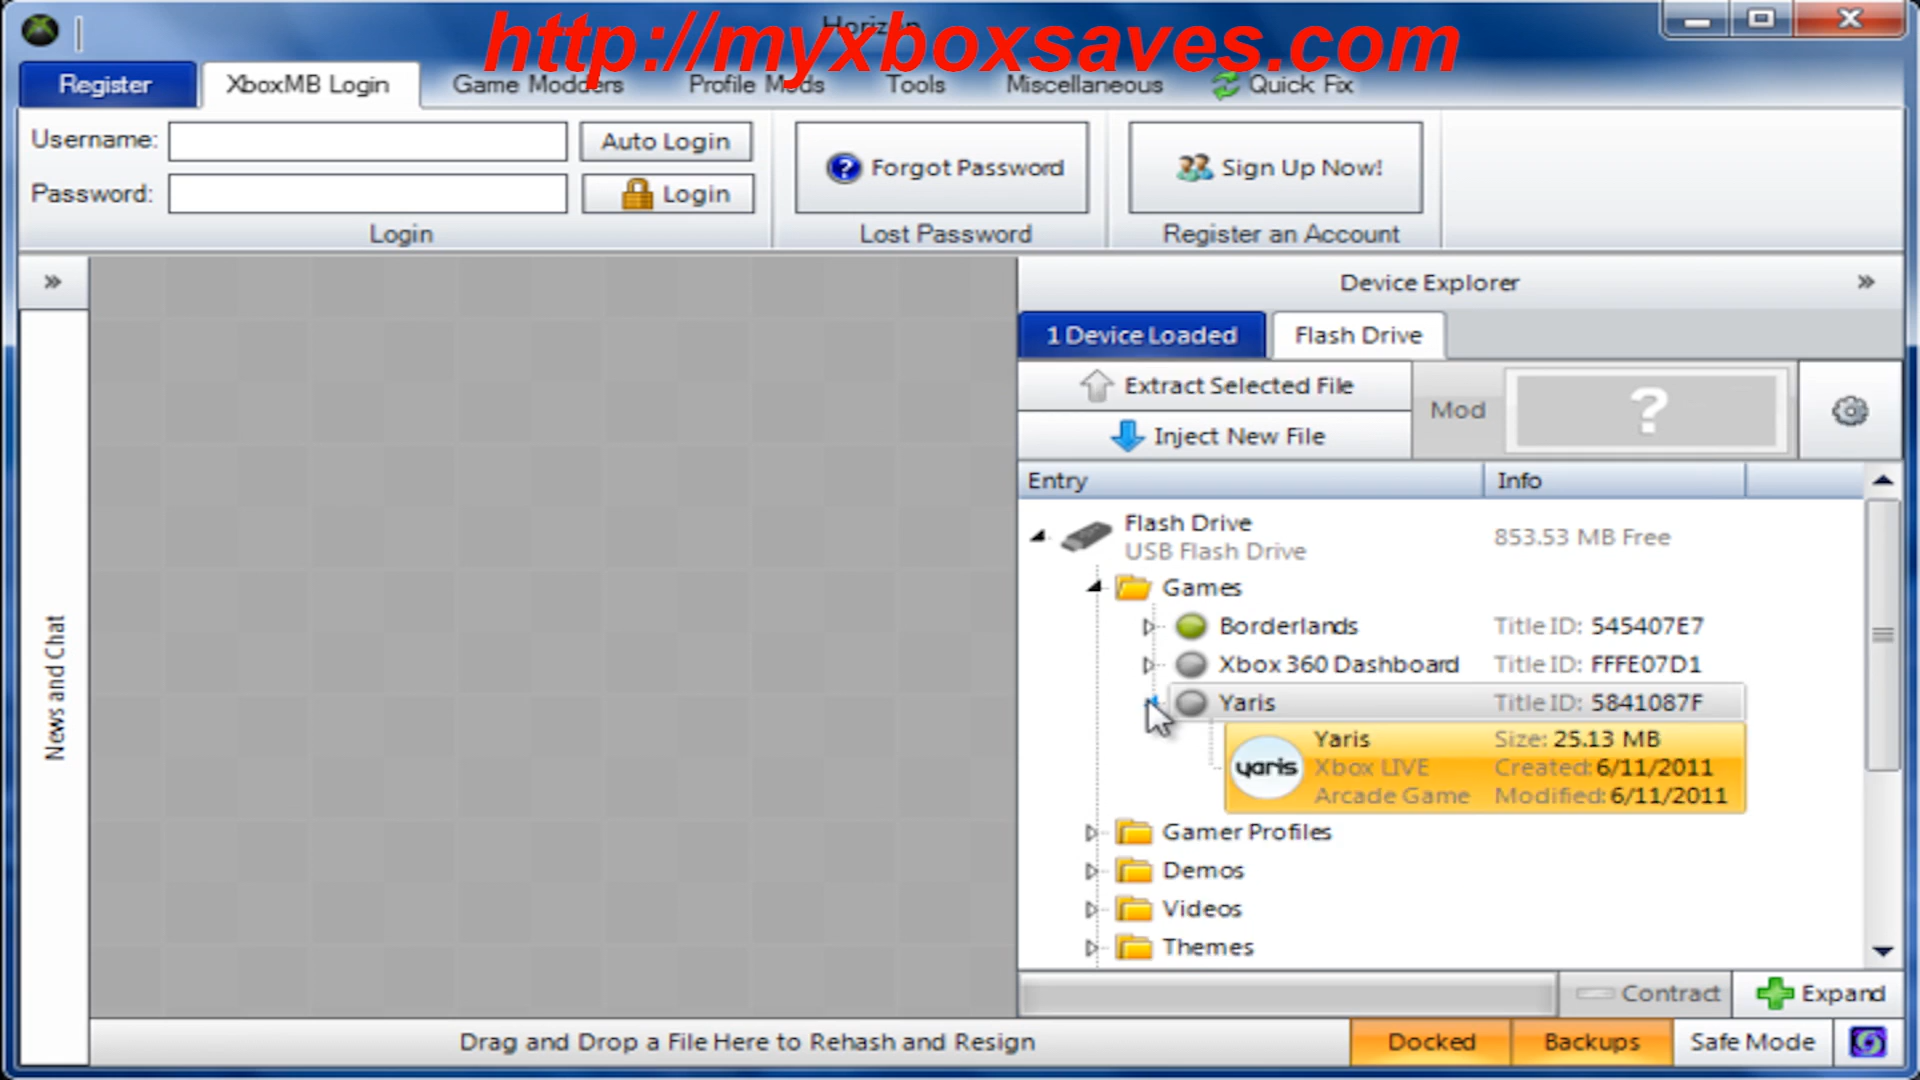 Horizon
http://myxboxsaves.com
Register
XboxMB Login
Game Modders
Profile Mods
Tools
Miscellaneous
Quick Fix
Username:
Auto Login
Password:
Login
Login
? Forgot Password
Lost Password
Sign Up Now!
Register an Account
»
Device Explorer »
1 Device Loaded
Flash Drive
Extract Selected File
Inject New File
Mod
?
News and Chat
Entry
Info
Flash Drive
USB Flash Drive
853.53 MB Free
Games
Borderlands Title ID: 545407E7
Xbox 360 Dashboard Title ID: FFFE07D1
Yaris Title ID: 5841087F
yaris
Yaris Size: 25.13 MB
Xbox LIVE Created: 6/11/2011
Arcade Game Modified: 6/11/2011
Gamer Profiles
Demos
Videos
Themes
Contract
Expand
Drag and Drop a File Here to Rehash and Resign
Docked
Backups
Safe Mode